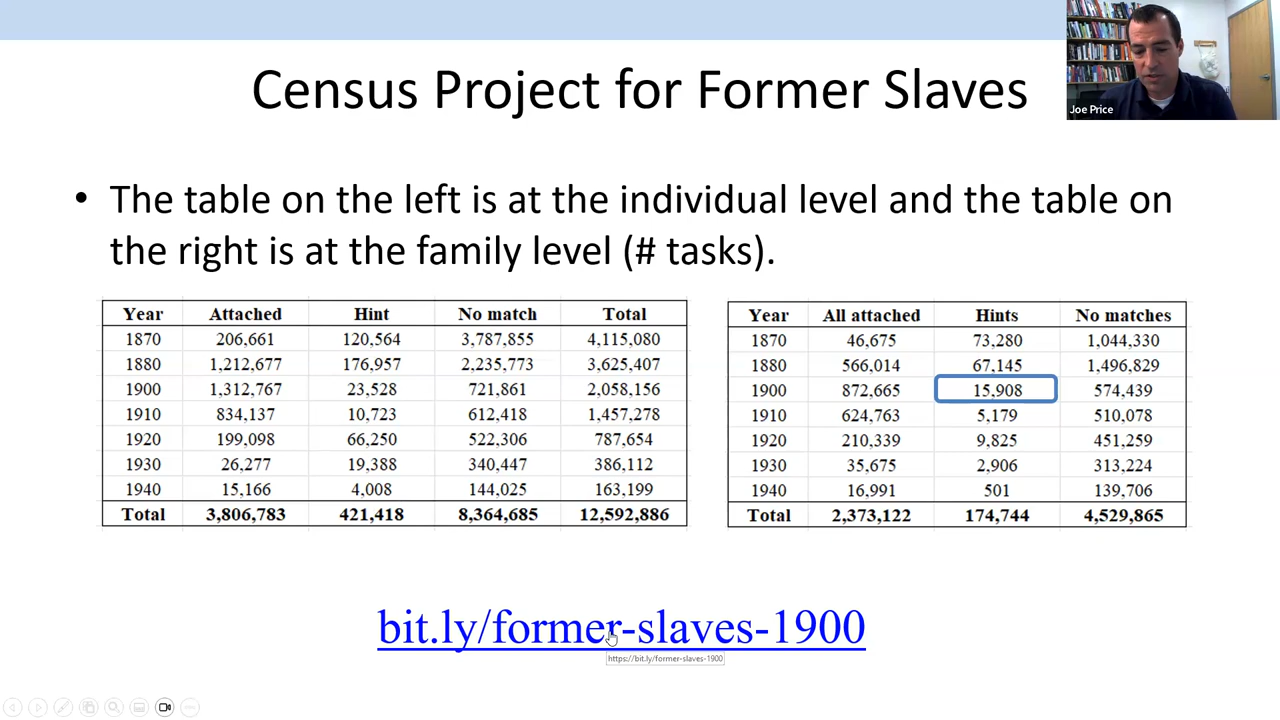 Census Project for Former Slaves
Joe Price
• The table on the left is at the individual level and the table on
the right is at the family level (# tasks).
Year Attached Hint No match Total
1870 206,661 120,564 3,787,855 4,115,080
1880 1,212,677 176,957 2,235,773 3,625,407
1900 1,312,767 23,528 721,861 2,058,156
1910 834,137 10,723 612,418 1,457,278
1920 199,098 66,250 522,306 787,654
1930 26,277 19,388 340,447 386,112
1940 15,166 4,008 144,025 163,199
Total 3,806,783 421,418 8,364,685 12,592,886
Year All attached Hints No matches
1870 46,675 73,280 1,044,330
1880 566,014 67,145 1,496,829
1900 872,665 15,908 574,439
1910 624,763 5,179 510,078
1920 210,339 9,825 451,259
1930 35,675 2,906 313,224
1940 16,991 501 139,706
Total 2,373,122 174,744 4,529,865
bit.ly/former-slaves-1900
https://bit.ly/former-slaves-1900